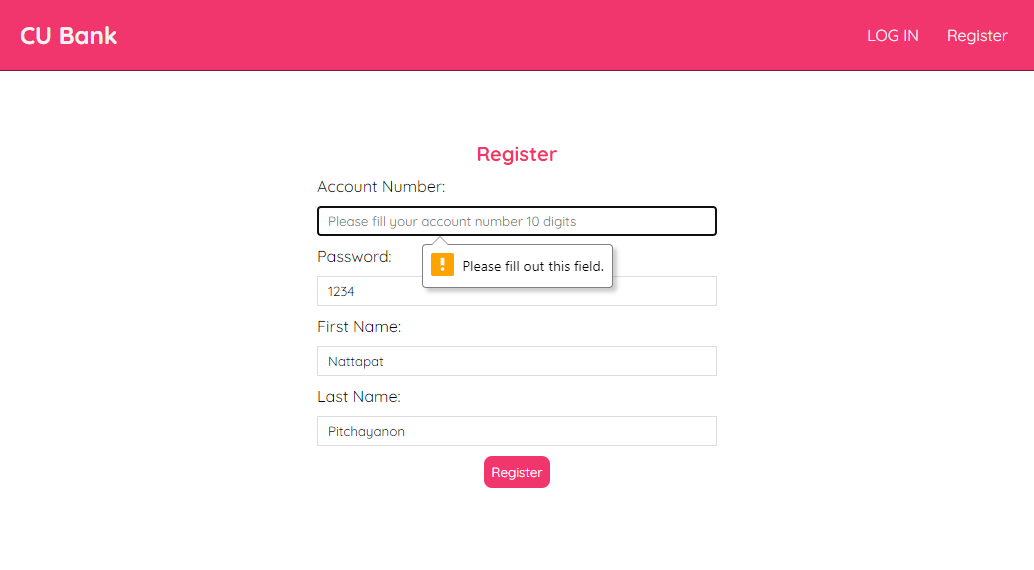 CU Bank
LOG IN
Register
Register
Account Number:
Please fill your account number 10 digits
Password:
Please fill out this field.
1234
First Name:
Nattapat
Last Name:
Pitchayanon
Register